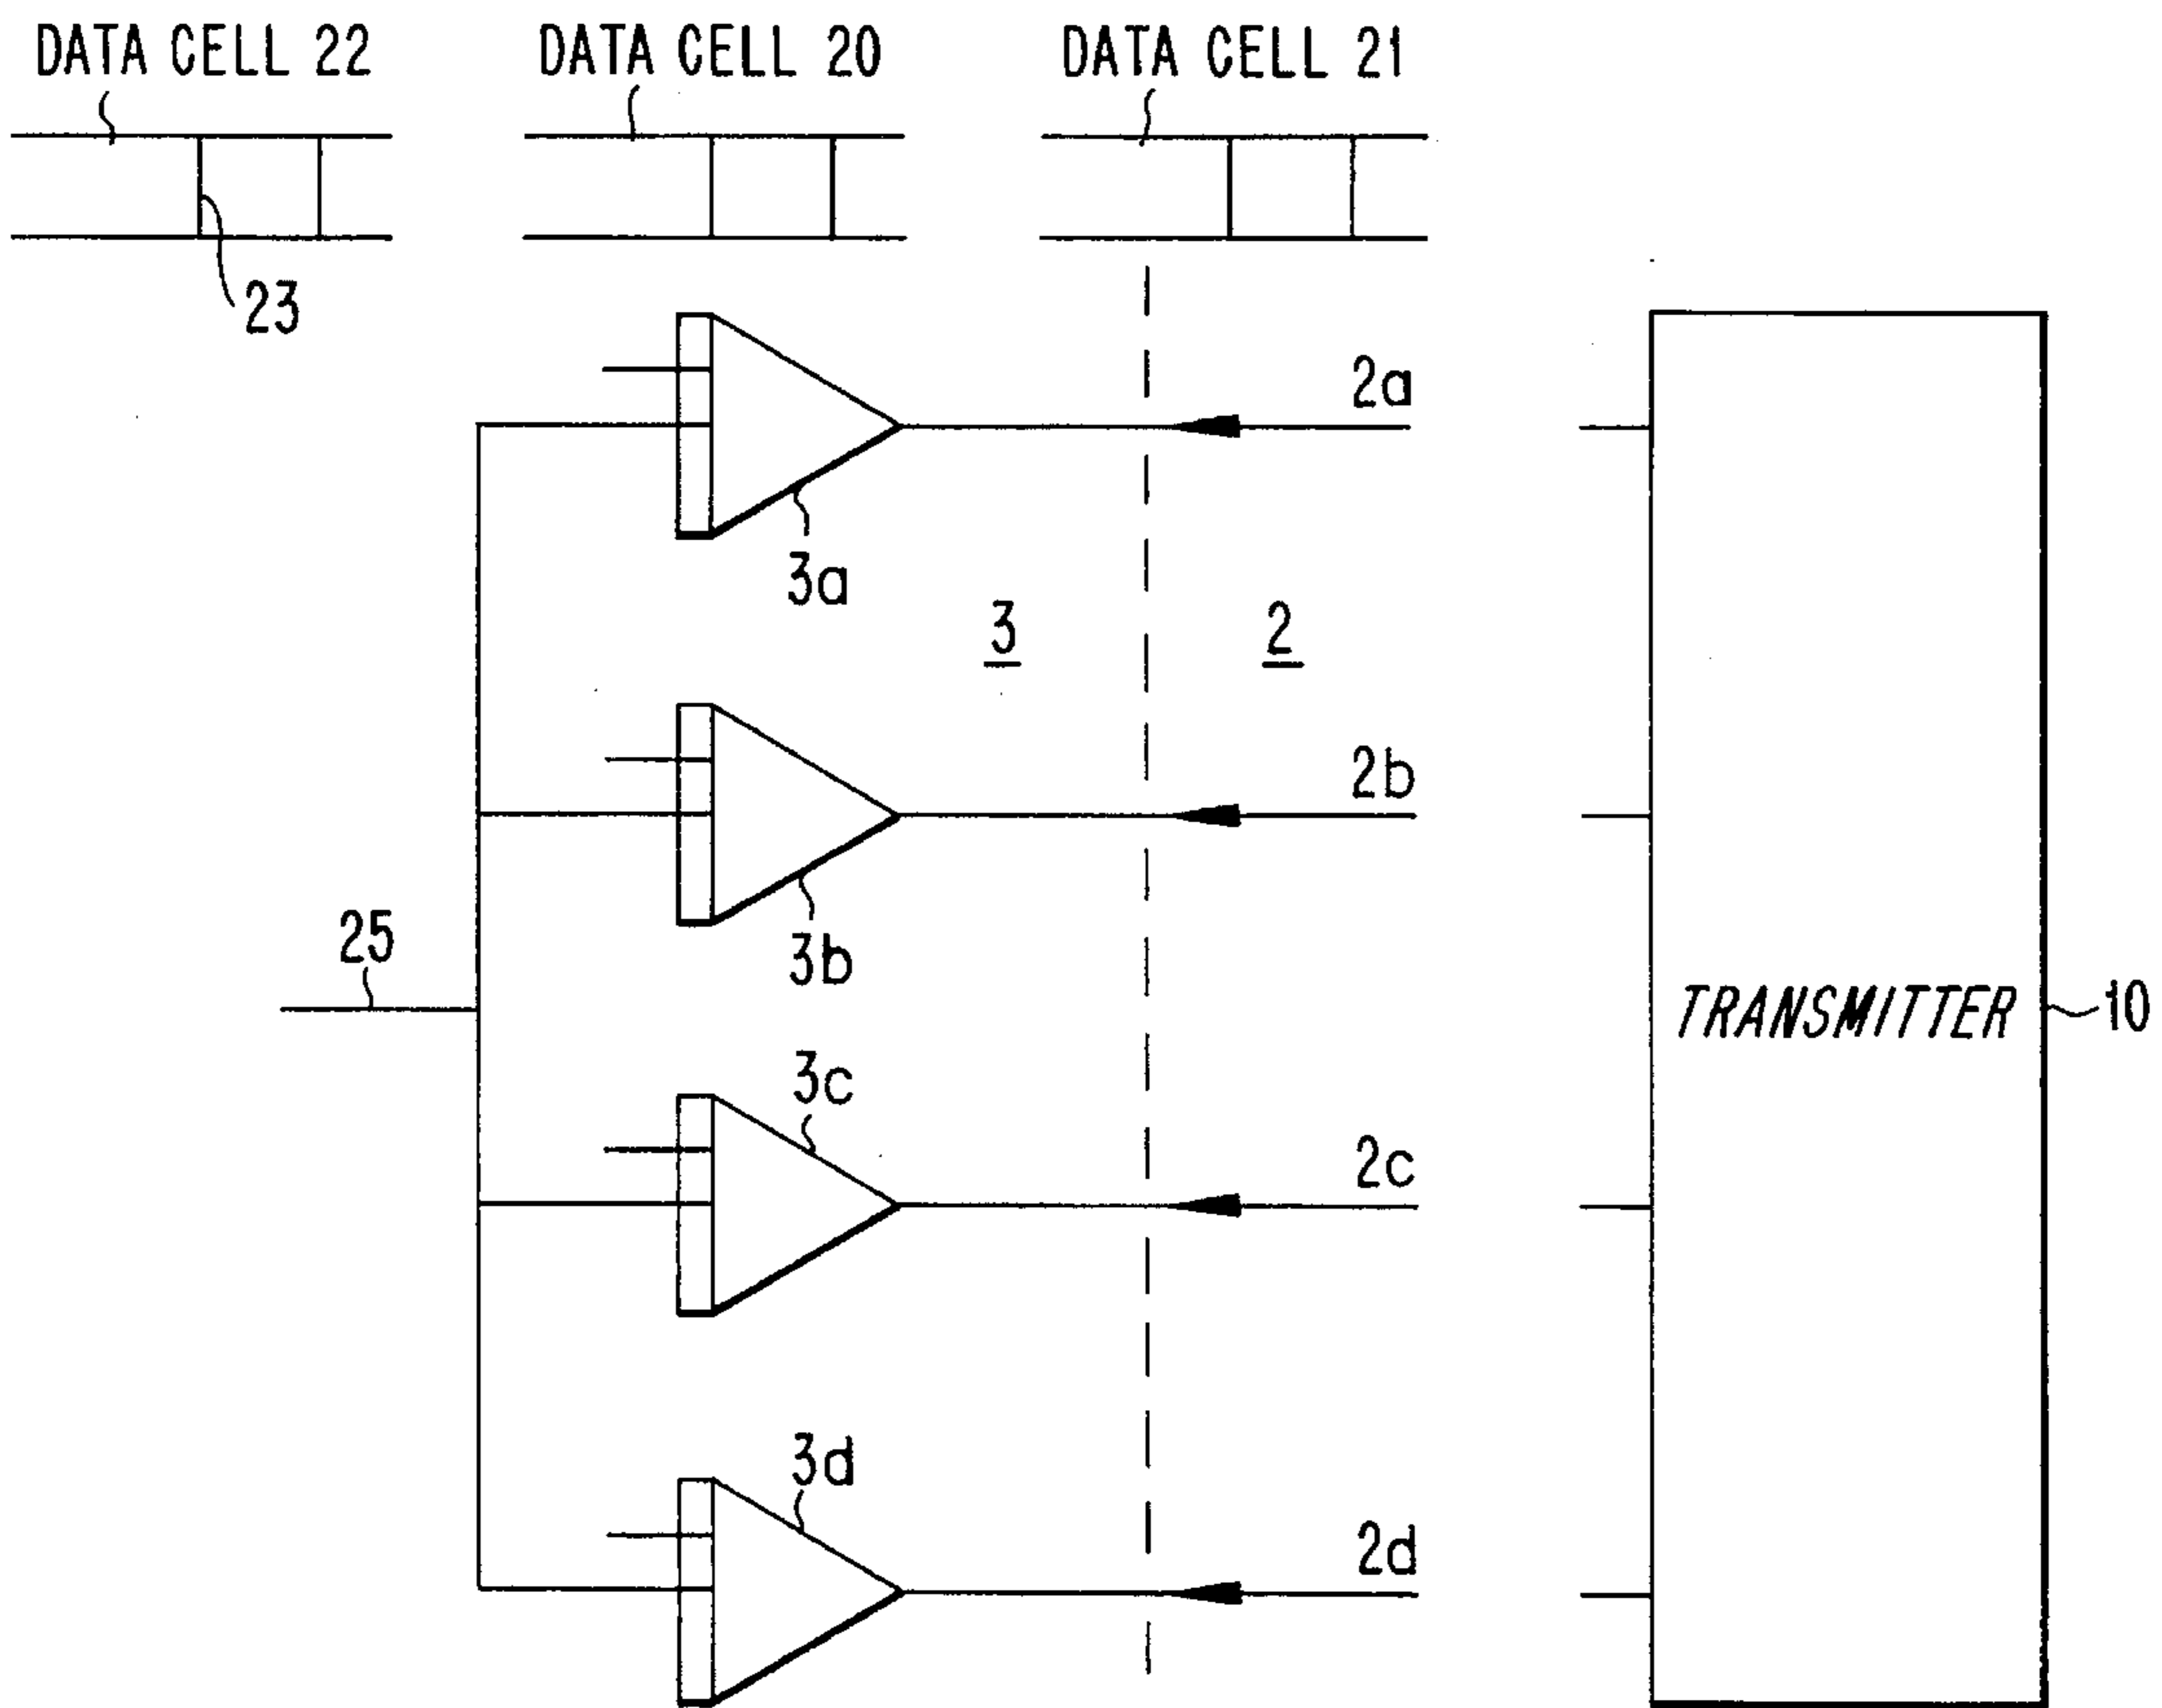 DATA CELL 22 DATA CELL 20 DATA CELL 21
23
2a
3a
3 2
2b
3b
25
TRANSMITTER 10
3c
2c
3d
2d